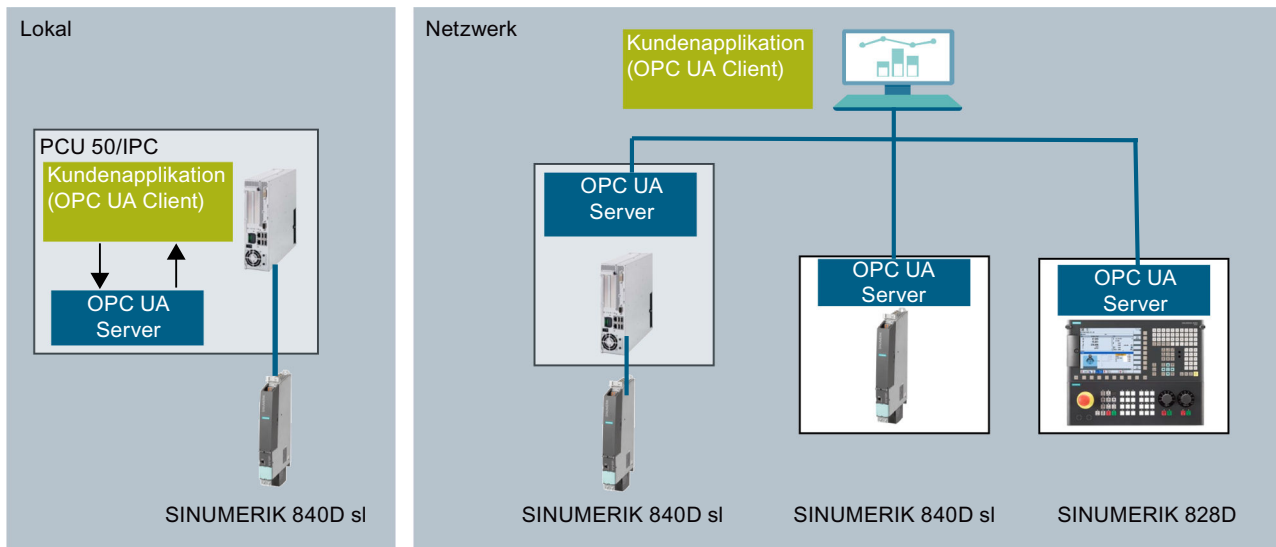 Lokal
PCU 50/IPC
Kundenapplikation
(OPC UA Client)
OPC UA
Server
SINUMERIK 840D sl
Netzwerk
Kundenapplikation
(OPC UA Client)
OPC UA
Server
SINUMERIK 840D sl
OPC UA
Server
SINUMERIK 840D sl
OPC UA
Server
SINUMERIK 828D